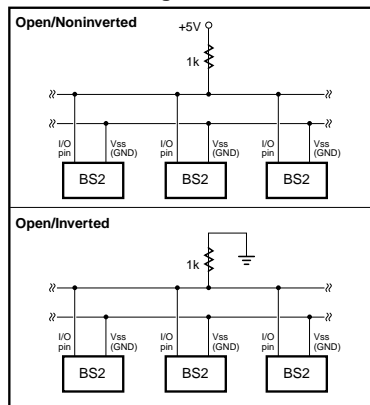 Open/Noninverted
+5V
1k
I/O pin
Vss (GND)
I/O pin
Vss (GND)
I/O pin
Vss (GND)
BS2
BS2
BS2
Open/Inverted
1k
I/O pin
Vss (GND)
I/O pin
Vss (GND)
I/O pin
Vss (GND)
BS2
BS2
BS2